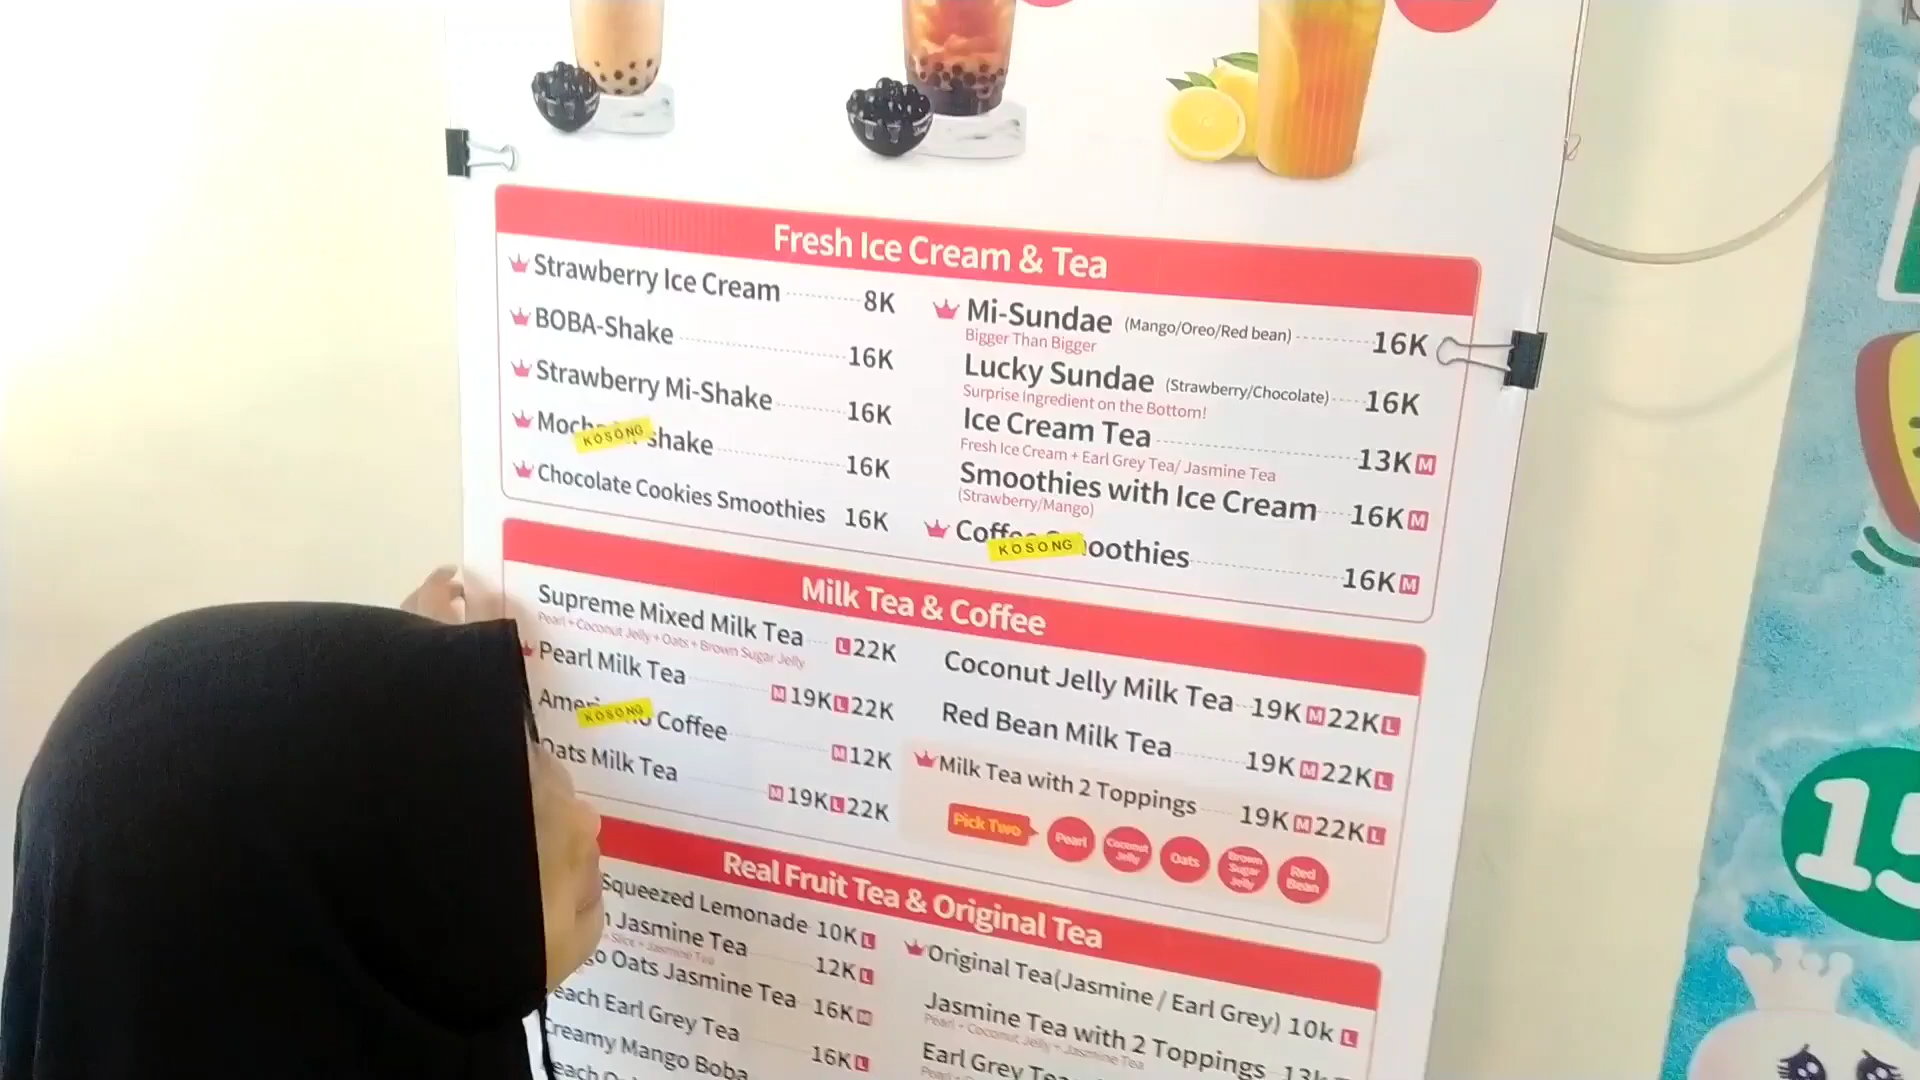 Fresh Ice Cream & Tea
Strawberry Ice Cream 8K
BOBA-Shake 16K
Strawberry Mi-Shake 16K
KOSONG shake 16K
Chocolate Cookies Smoothies 16K
Mi-Sundae (Mango/Oreo/Red bean) 16K
Bigger Than Bigger
Lucky Sundae (Strawberry/Chocolate) 16K
Surprise Ingredient on the Bottom!
Ice Cream Tea 13K M
Fresh Ice Cream + Earl Grey Tea/ Jasmine Tea
Smoothies with Ice Cream 16K M
(Strawberry/Mango)
KOSONG 16K M
Milk Tea & Coffee
Supreme Mixed Milk Tea L 22K
Pearl + Coconut Jelly + Oats + Brown Sugar Jelly
Pearl Milk Tea M 19K L 22K
KOSONG Coffee M 12K
Oats Milk Tea M 19K L 22K
Coconut Jelly Milk Tea 19K M 22K L
Red Bean Milk Tea 19K M 22K L
Milk Tea with 2 Toppings 19K M 22K L
Pick Two
Pearl
Coconut Jelly
Oats
Brown Sugar Jelly
Red Bean
Real Fruit Tea & Original Tea
Squeezed Lemonade 10K L
Jasmine Tea 12K L
Slice + Jasmine Tea
Oats Jasmine Tea 16K M
Earl Grey Tea 16K L
Creamy Mango Boba
Original Tea(Jasmine / Earl Grey) 10k L
Jasmine Tea with 2 Toppings
Pearl + Coconut Jelly + Jasmine Tea
Earl Grey
15